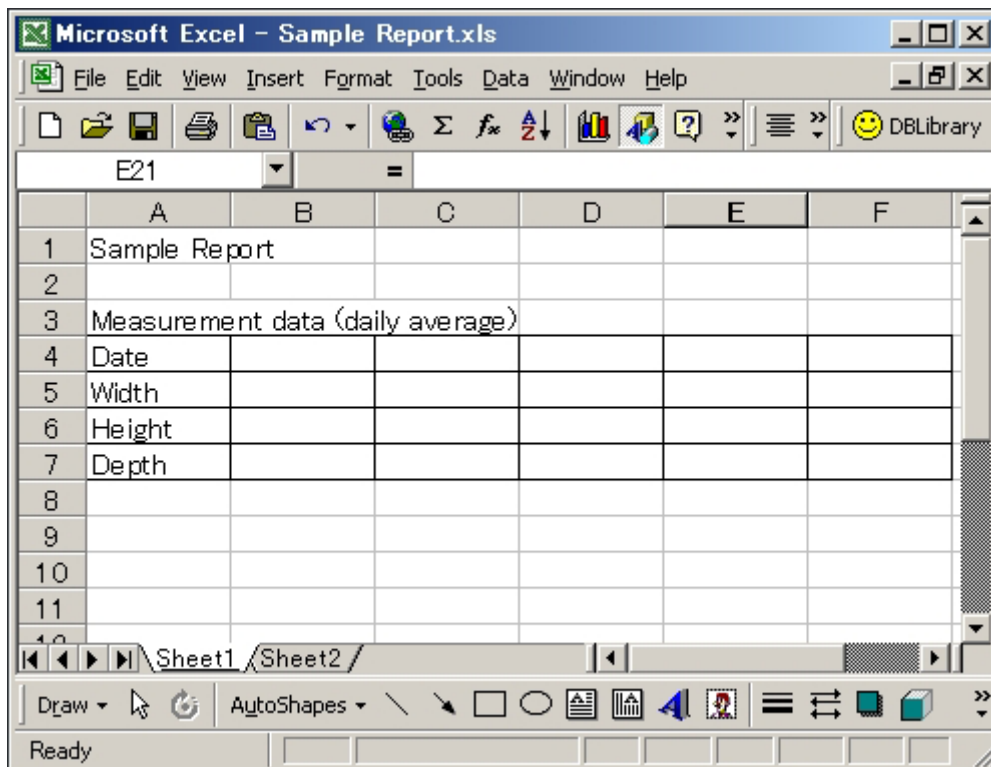 Microsoft Excel - Sample Report.xls
File Edit View Insert Format Tools Data Window Help
DBLibrary
E21 =
A B C D E F
1 Sample Report
2
3 Measurement data (daily average)
4 Date
5 Width
6 Height
7 Depth
8
9
10
11
Sheet1 Sheet2
Draw AutoShapes
Ready